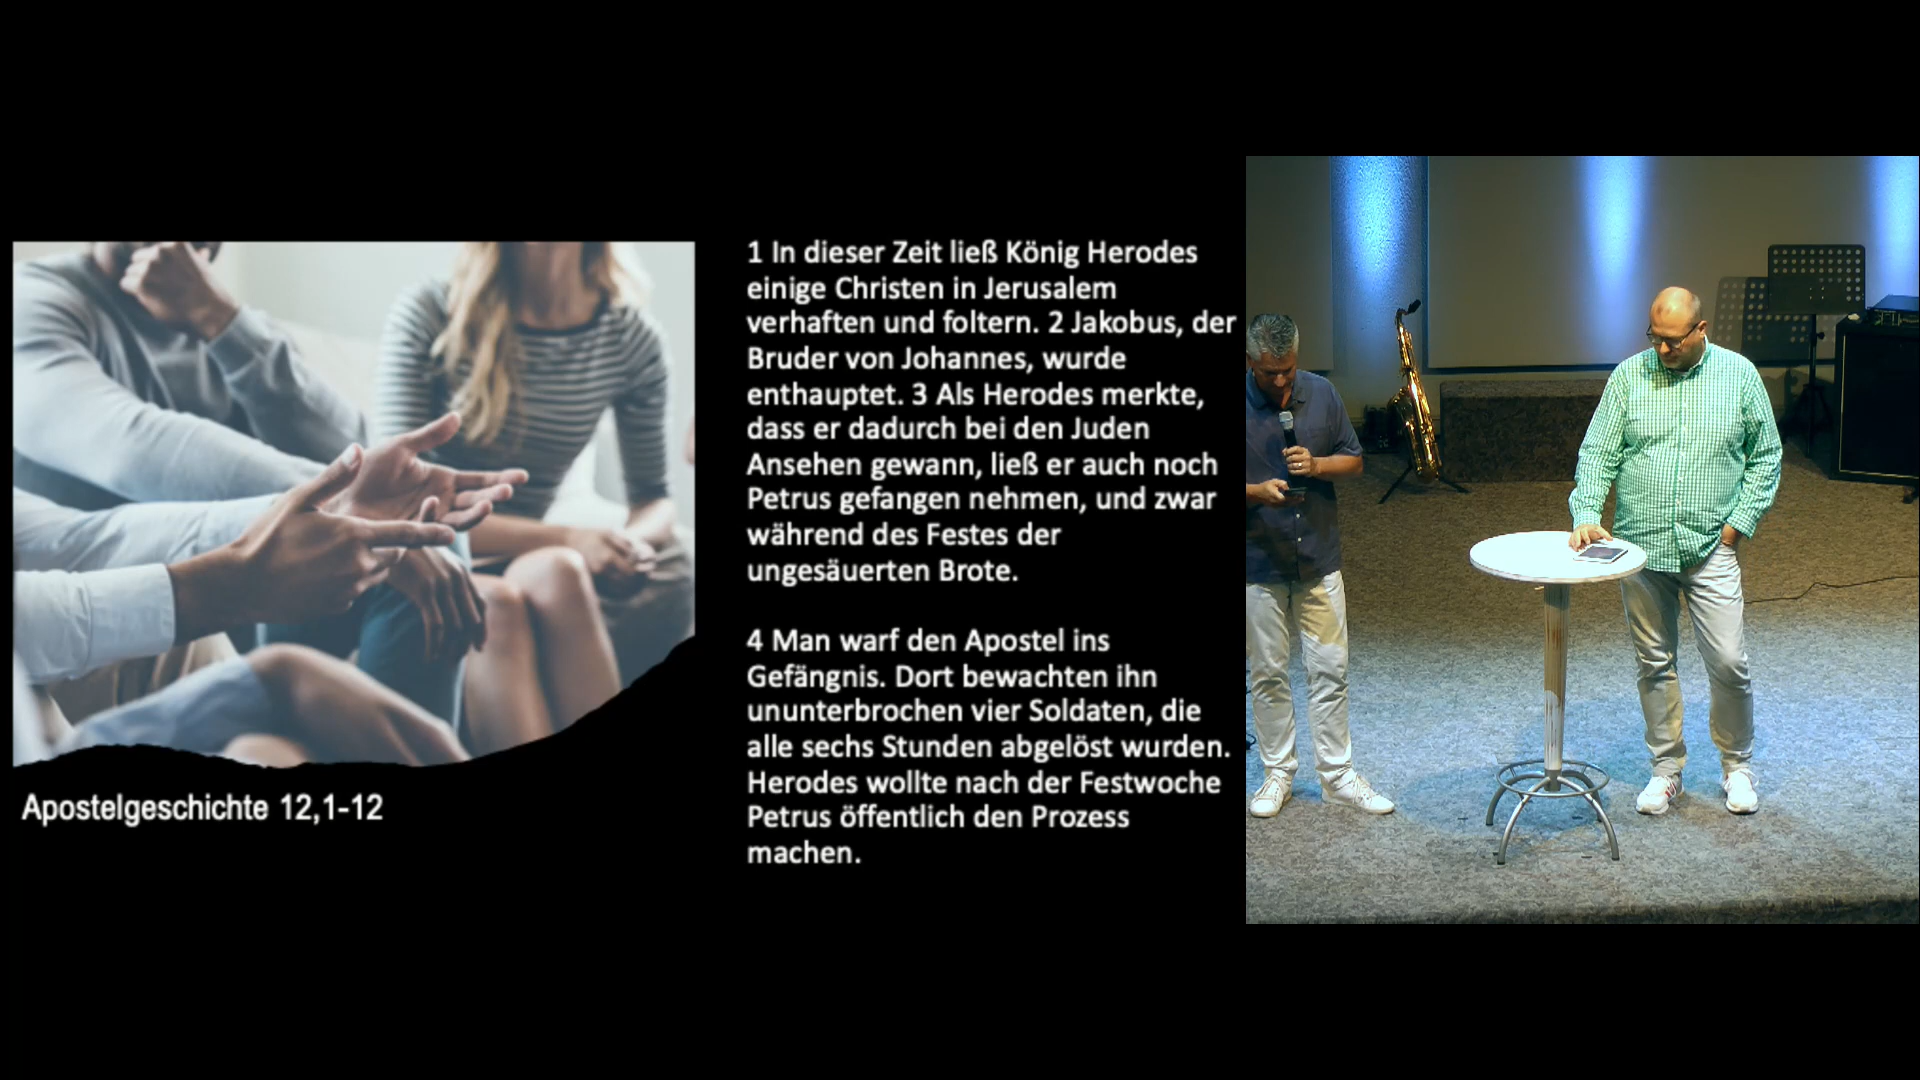 1 In dieser Zeit ließ König Herodes
einige Christen in Jerusalem
verhaften und foltern. 2 Jakobus, der
Bruder von Johannes, wurde
enthauptet. 3 Als Herodes merkte,
dass er dadurch bei den Juden
Ansehen gewann, ließ er auch noch
Petrus gefangen nehmen, und zwar
während des Festes der
ungesäuerten Brote.
4 Man warf den Apostel ins
Gefängnis. Dort bewachten ihn
ununterbrochen vier Soldaten, die
alle sechs Stunden abgelöst wurden.
Herodes wollte nach der Festwoche
Petrus öffentlich den Prozess
machen.
Apostelgeschichte 12,1-12